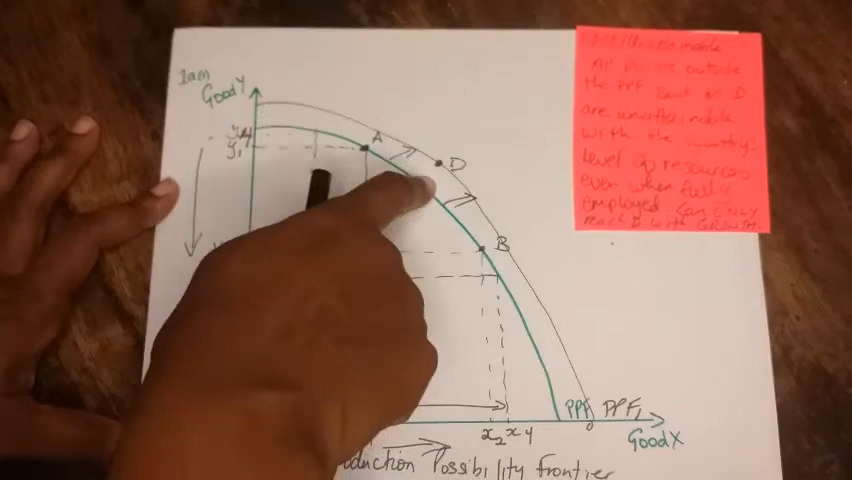 Good Y
y1
A
D
B
PPF PPF1
x2 x4
Good X
duction Possibility Frontier
All points outside
the PPF such as D
are unattainable
with the country
level of resources
even when fully
employed Can ONLY
reach D with GROWTH.